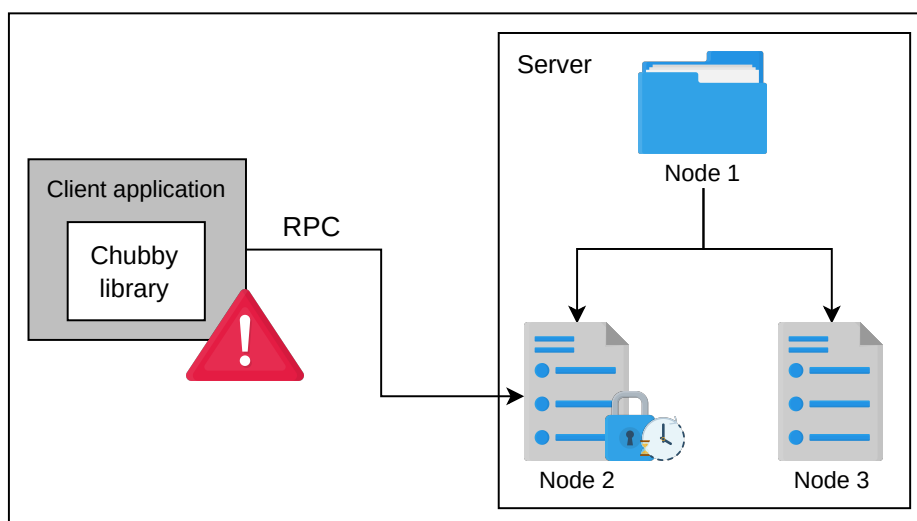 Server
Node 1
Client application
Chubby
library
RPC
Node 2
Node 3